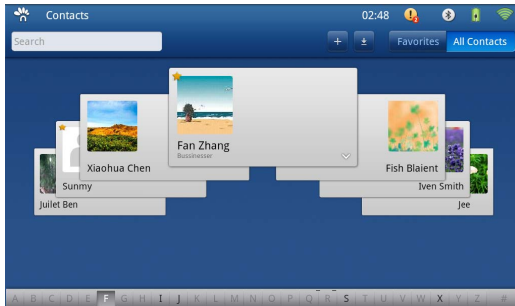 Contacts 02:48
Search + Favorites All Contacts
Fan Zhang
Bussinesser
Xiaohua Chen
Fish Blaient
Sunmy
Iven Smith
Juilet Ben
Jee
A B C D E F G H I J K L M N O P Q R S T U V W X Y Z #